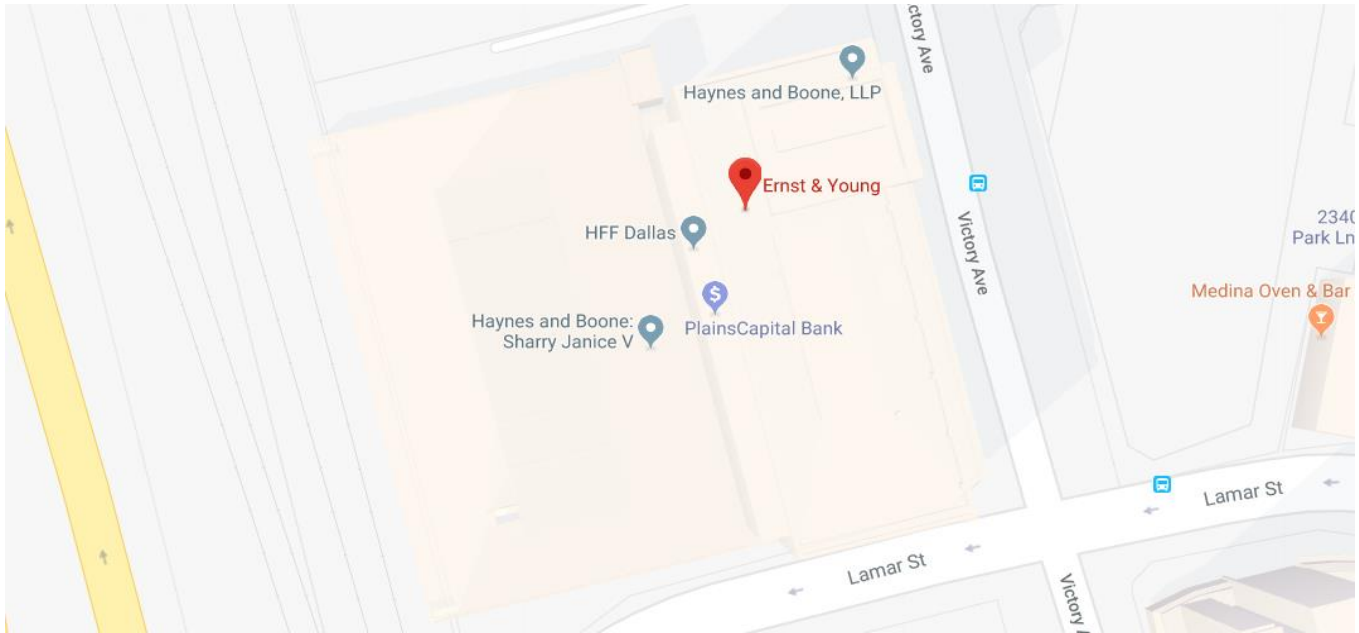 ctory Ave
Haynes and Boone, LLP
Ernst & Young
HFF Dallas
Victory Ave
2340
Park Ln
Medina Oven & Bar
$
PlainsCapital Bank
Haynes and Boone:
Sharry Janice V
Lamar St
Lamar St
Victory A